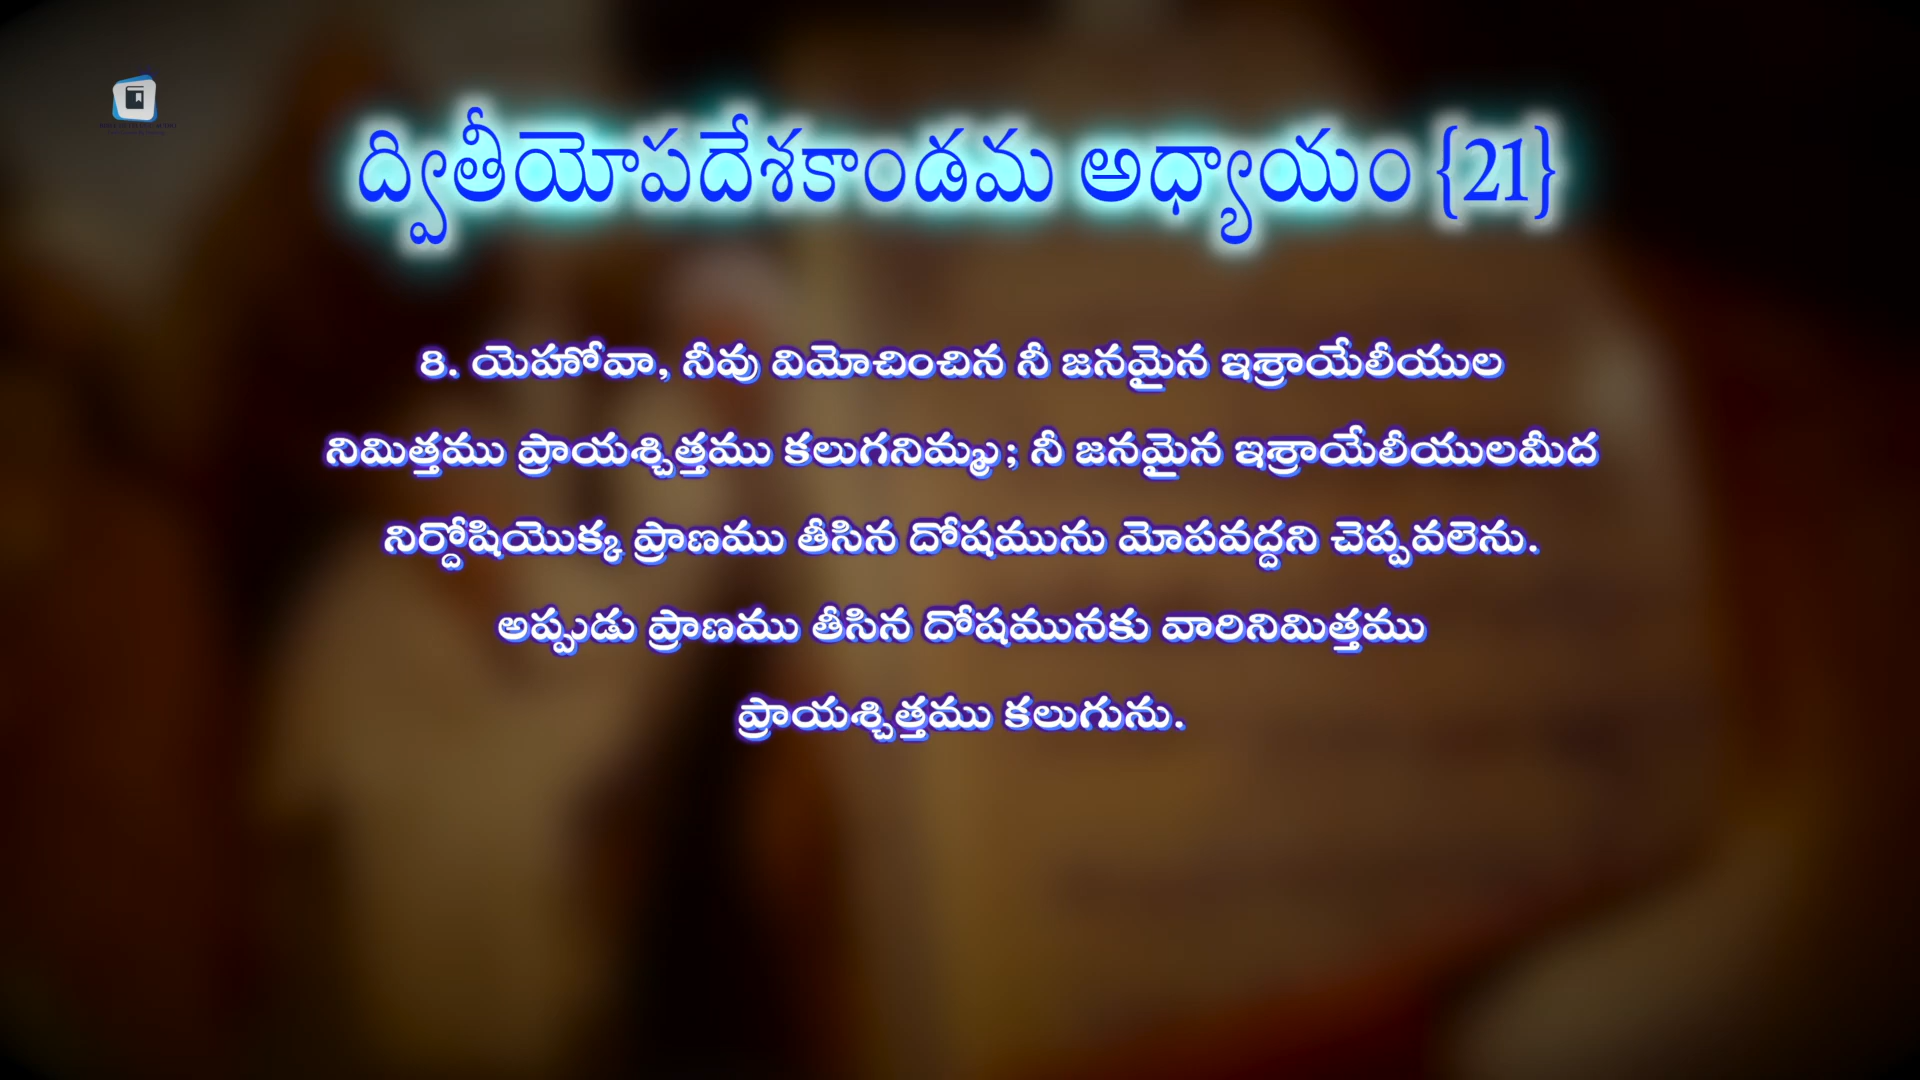 ద్వితీయోపదేశకాండమ అధ్యాయం {21}
8. యెహోవా, నీవు విమోచించిన నీ జనమైన ఇశ్రాయేలీయుల
నిమిత్తము ప్రాయశ్చిత్తము కలుగనిమ్ము; నీ జనమైన ఇశ్రాయేలీయులమీద
నిర్దోషియొక్క ప్రాణము తీసిన దోషమును మోపవద్దని చెప్పవలెను.
అప్పుడు ప్రాణము తీసిన దోషమునకు వారినిమిత్తము
ప్రాయశ్చిత్తము కలుగును.